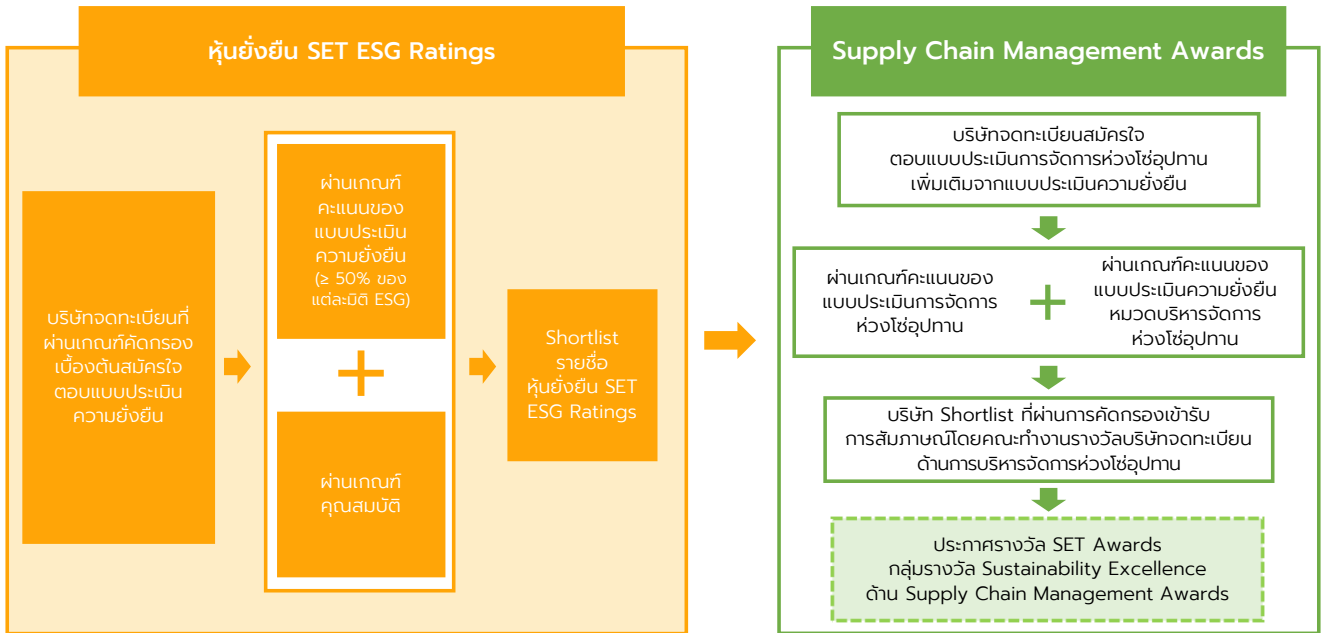 หุ้นยั่งยืน SET ESG Ratings
บริษัทจดทะเบียนที่
ผ่านเกณฑ์คัดกรอง
เบื้องต้นสมัครใจ
ตอบแบบประเมิน
ความยั่งยืน
ผ่านเกณฑ์
คะแนนของ
แบบประเมิน
ความยั่งยืน
(≥ 50% ของ
แต่ละมิติ ESG)
+
ผ่านเกณฑ์
คุณสมบัติ
Shortlist
รายชื่อ
หุ้นยั่งยืน SET
ESG Ratings
Supply Chain Management Awards
บริษัทจดทะเบียนสมัครใจ
ตอบแบบประเมินการจัดการห่วงโซ่อุปทาน
เพิ่มเติมจากแบบประเมินความยั่งยืน
ผ่านเกณฑ์คะแนนของ
แบบประเมินการจัดการ
ห่วงโซ่อุปทาน
+
ผ่านเกณฑ์คะแนนของ
แบบประเมินความยั่งยืน
หมวดบริหารจัดการ
ห่วงโซ่อุปทาน
บริษัท Shortlist ที่ผ่านการคัดกรองเข้ารับ
การสัมภาษณ์โดยคณะทำงานรางวัลบริษัทจดทะเบียน
ด้านการบริหารจัดการห่วงโซ่อุปทาน
ประกาศรางวัล SET Awards
กลุ่มรางวัล Sustainability Excellence
ด้าน Supply Chain Management Awards